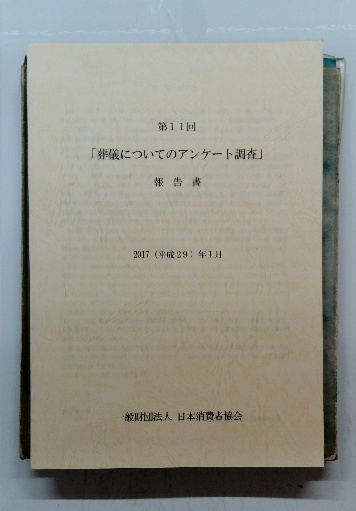 第11回
「葬儀についてのアンケート調査」
報告書
2017（平成29）年1月
一般財団法人 日本消費者協会